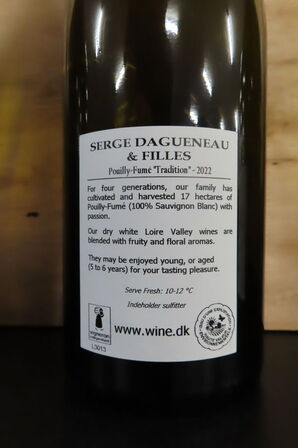 SERGE DAGUENEAU
& FILLES
Pouilly-Fumé "Tradition" - 2022
For four generations, our family has
cultivated and harvested 17 hectares of
Pouilly-Fumé (100% Sauvignon Blanc) with
passion.
Our dry white Loire Valley wines are
blended with fruity and floral aromas.
They may be enjoyed young, or aged
(5 to 6 years) for your tasting pleasure.
Serve Fresh: 10-12 °C
Indeholder sulfitter
www.wine.dk
vigneron
L3013